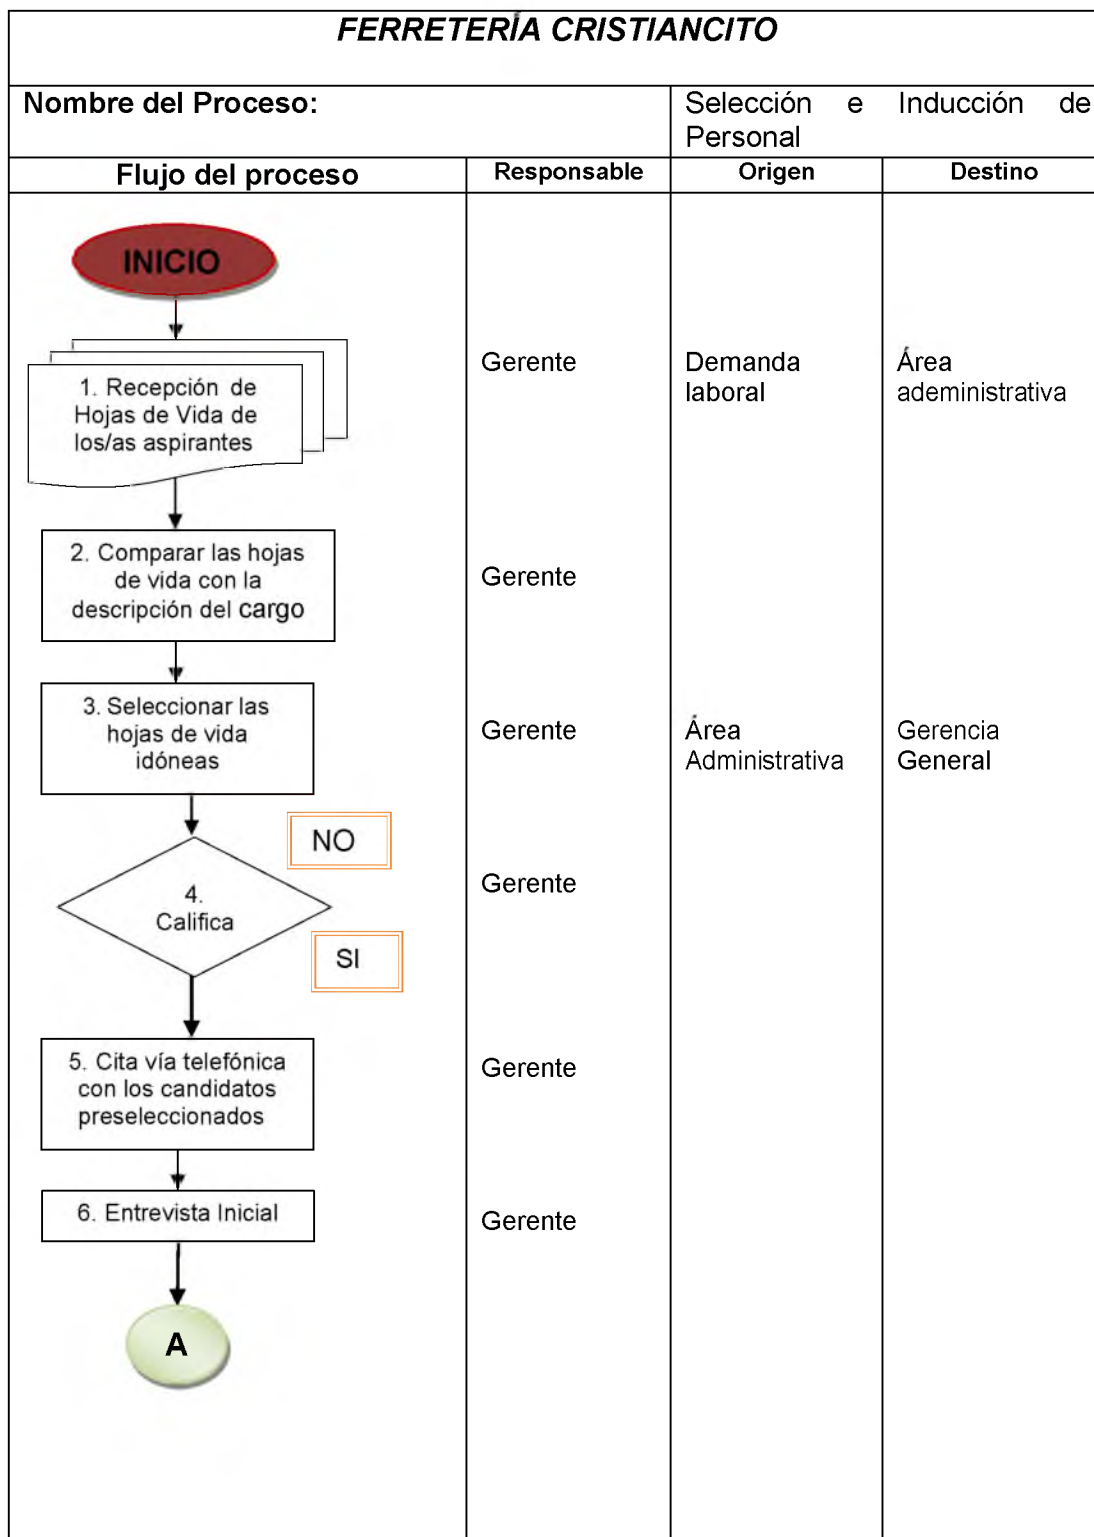 FERRETERÍA CRISTIANCITO
Nombre del Proceso:
Selección e Inducción de
Personal
Flujo del proceso
Responsable
Origen
Destino
INICIO
1. Recepción de
Hojas de Vida de
los/as aspirantes
Gerente
Demanda
laboral
Área
adeministrativa
2. Comparar las hojas
de vida con la
descripción del cargo
Gerente
3. Seleccionar las
hojas de vida
idóneas
Gerente
Área
Administrativa
Gerencia
General
NO
4.
Califica
Gerente
SI
5. Cita vía telefónica
con los candidatos
preseleccionados
Gerente
6. Entrevista Inicial
Gerente
A